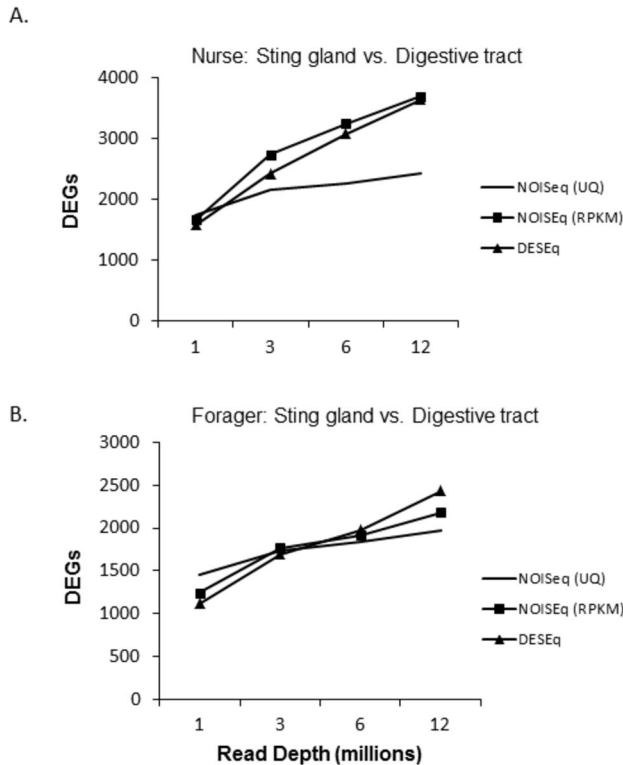 A.
Nurse: Sting gland vs. Digestive tract
4000
3000
2000
1000
0
DEGs
1 3 6 12
NOISeq (UQ)
NOISEq (RPKM)
DESEq
B.
Forager: Sting gland vs. Digestive tract
3000
2500
2000
1500
1000
500
0
DEGs
1 3 6 12
Read Depth (millions)
NOISeq (UQ)
NOISEq (RPKM)
DESEq